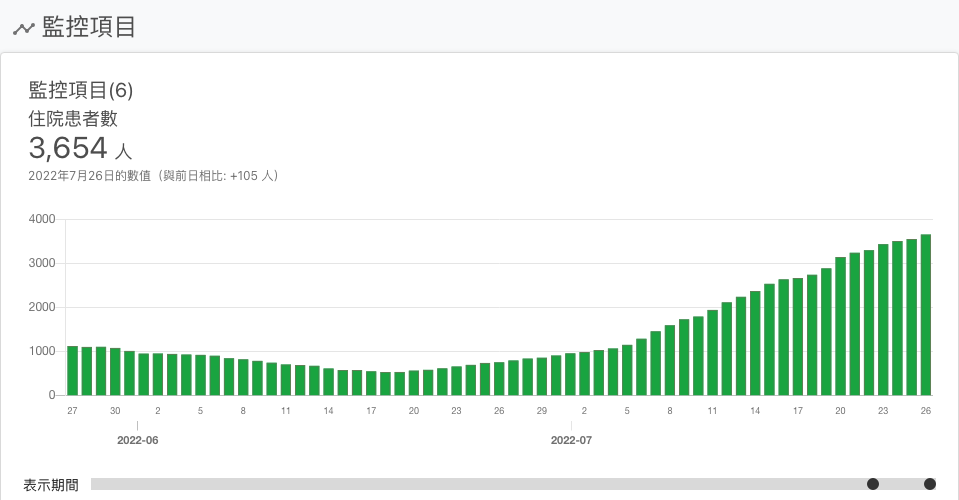 監控項目
監控項目(6)
住院患者數
3,654 人
2022年7月26日的數值（與前日相比: +105 人）
4000
3000
2000
1000
0
27 30 2 5 8 11 14 17 20 23 26 29 2 5 8 11 14 17 20 23 26
2022-06 2022-07
表示期間